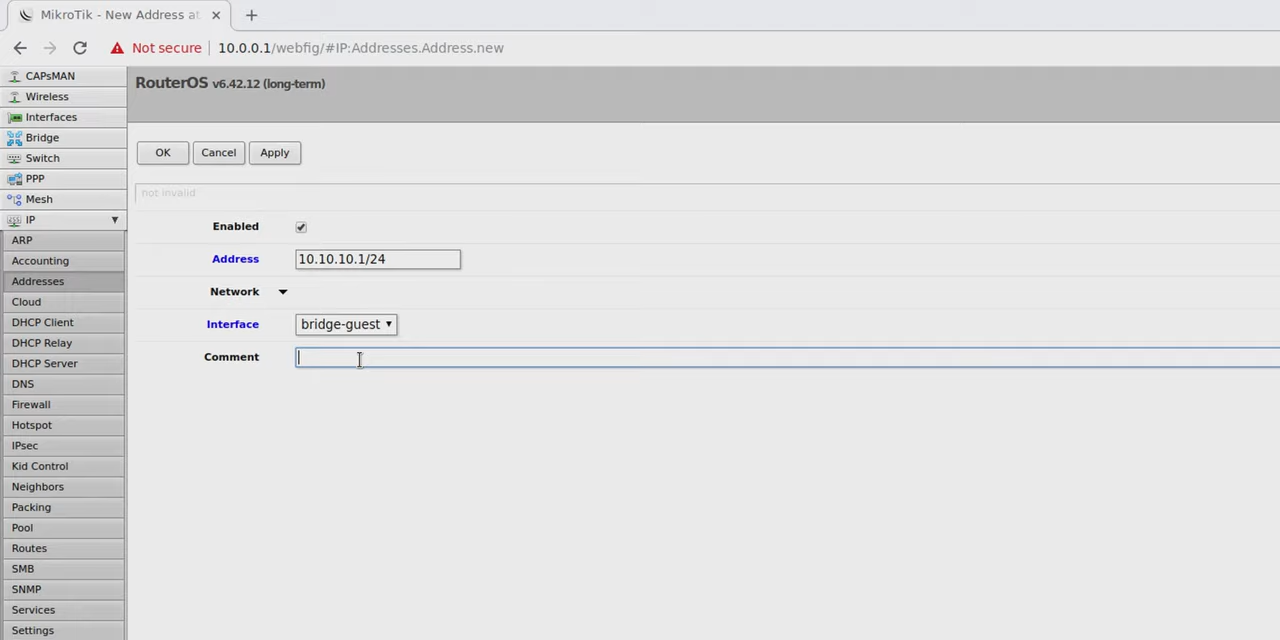 MikroTik - New Address at
Not secure
10.0.0.1/webfig/#IP:Addresses.Address.new
CAPsMAN
Wireless
Interfaces
Bridge
Switch
PPP
Mesh
IP
ARP
Accounting
Addresses
Cloud
DHCP Client
DHCP Relay
DHCP Server
DNS
Firewall
Hotspot
IPsec
Kid Control
Neighbors
Packing
Pool
Routes
SMB
SNMP
Services
Settings
RouterOS v6.42.12 (long-term)
OK Cancel Apply
not invalid
Enabled
Address 10.10.10.1/24
Network
Interface bridge-guest
Comment